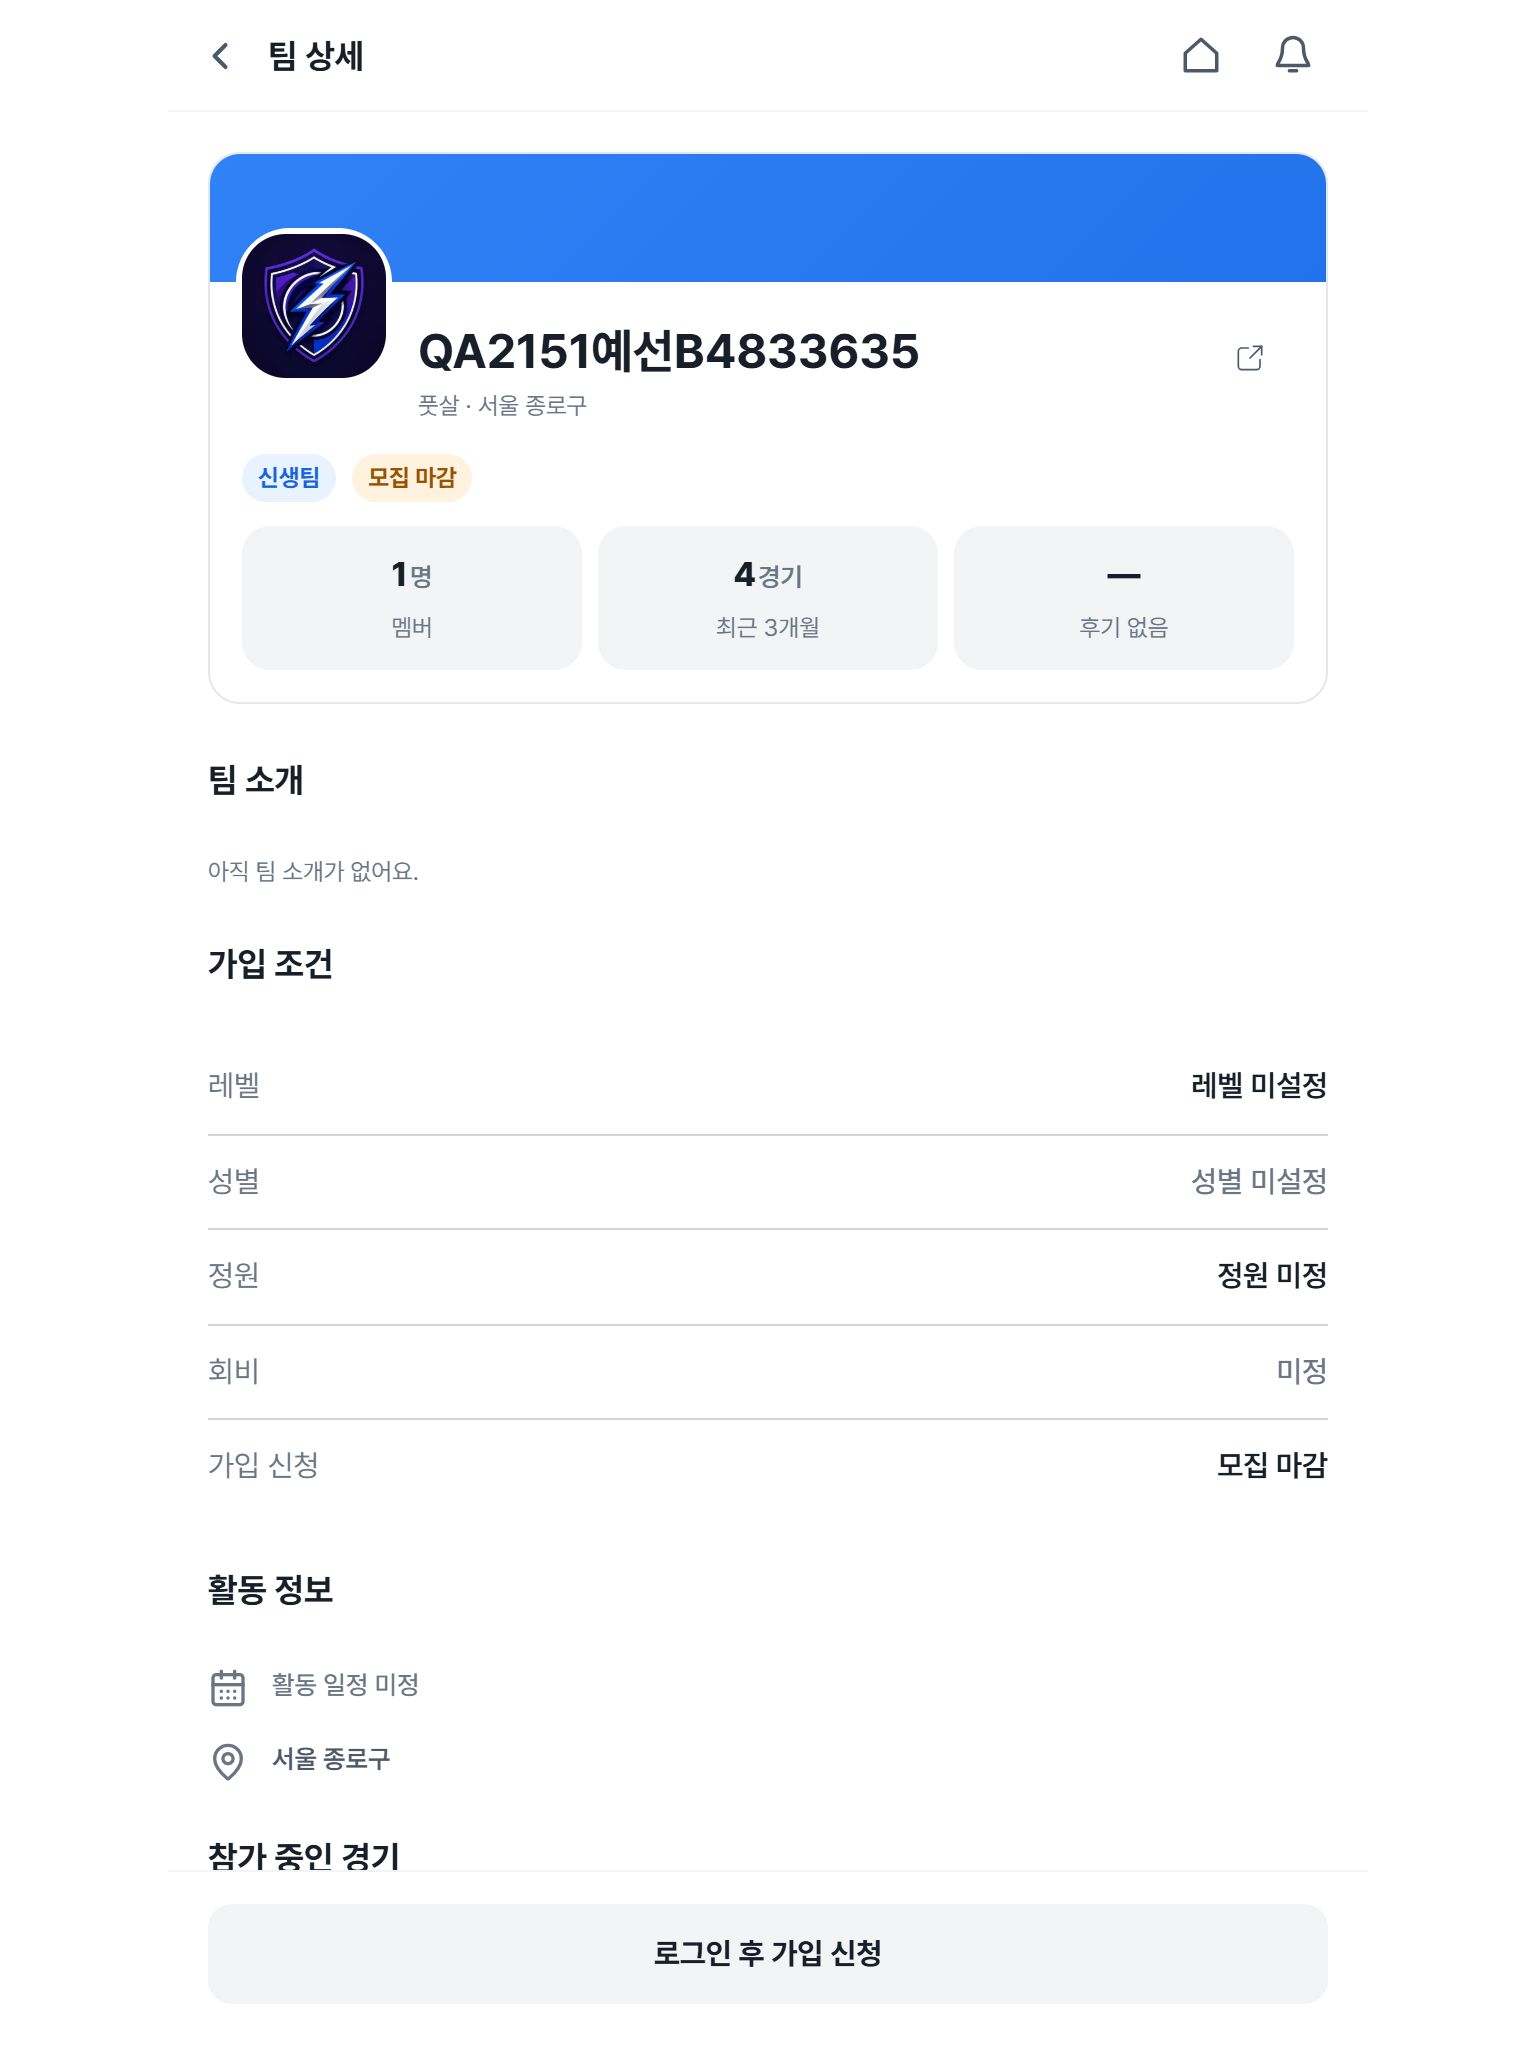 팀 상세
QA2151예선B4833635
풋살 · 서울 종로구
신생팀 모집 마감
1명 4경기 —
멤버 최근 3개월 후기 없음
팀 소개
아직 팀 소개가 없어요.
가입 조건
레벨 레벨 미설정
성별 성별 미설정
정원 정원 미정
회비 미정
가입 신청 모집 마감
활동 정보
활동 일정 미정
서울 종로구
참가 중인 경기
로그인 후 가입 신청